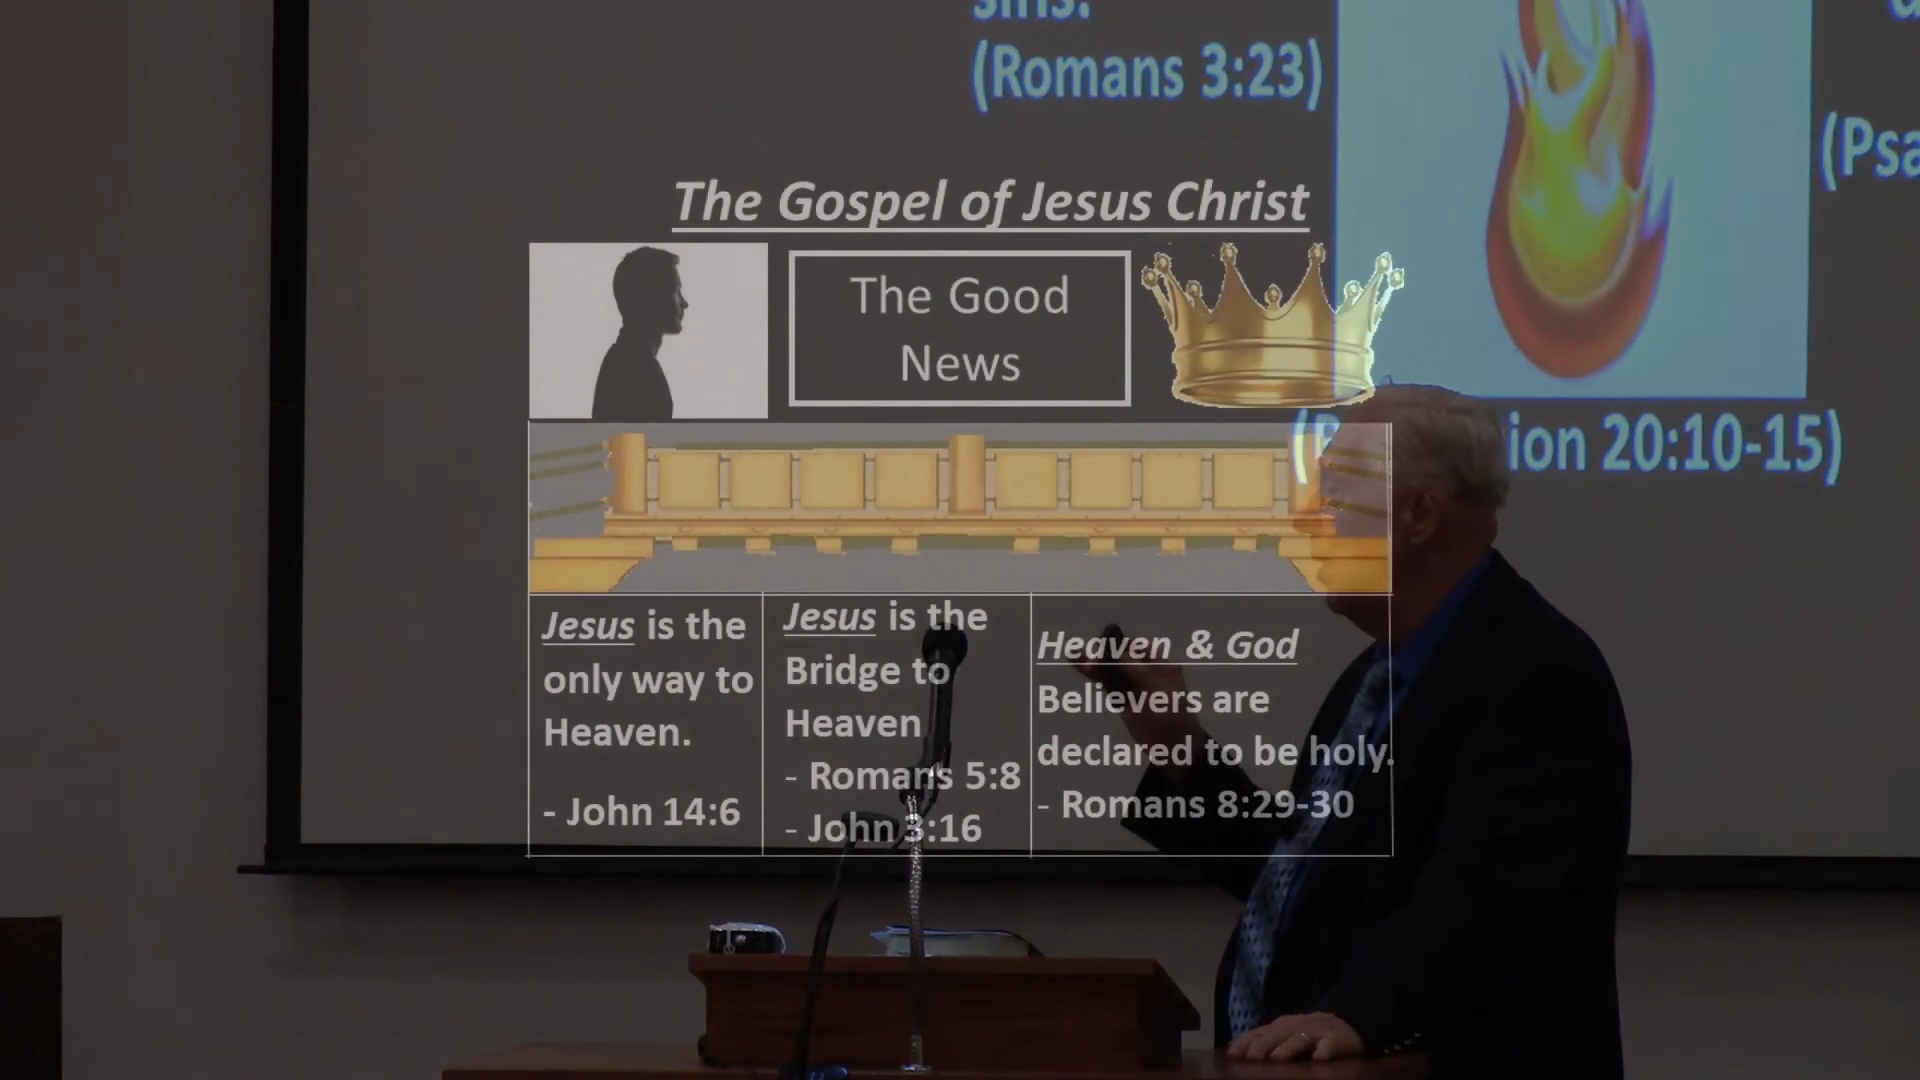 sins.
(Romans 3:23)
(Psa
ion 20:10-15)
The Gospel of Jesus Christ
The Good
News
Jesus is the
only way to
Heaven.
- John 14:6
Jesus is the
Bridge to
Heaven
- Romans 5:8
- John 3:16
Heaven & God
Believers are
declared to be holy.
- Romans 8:29-30